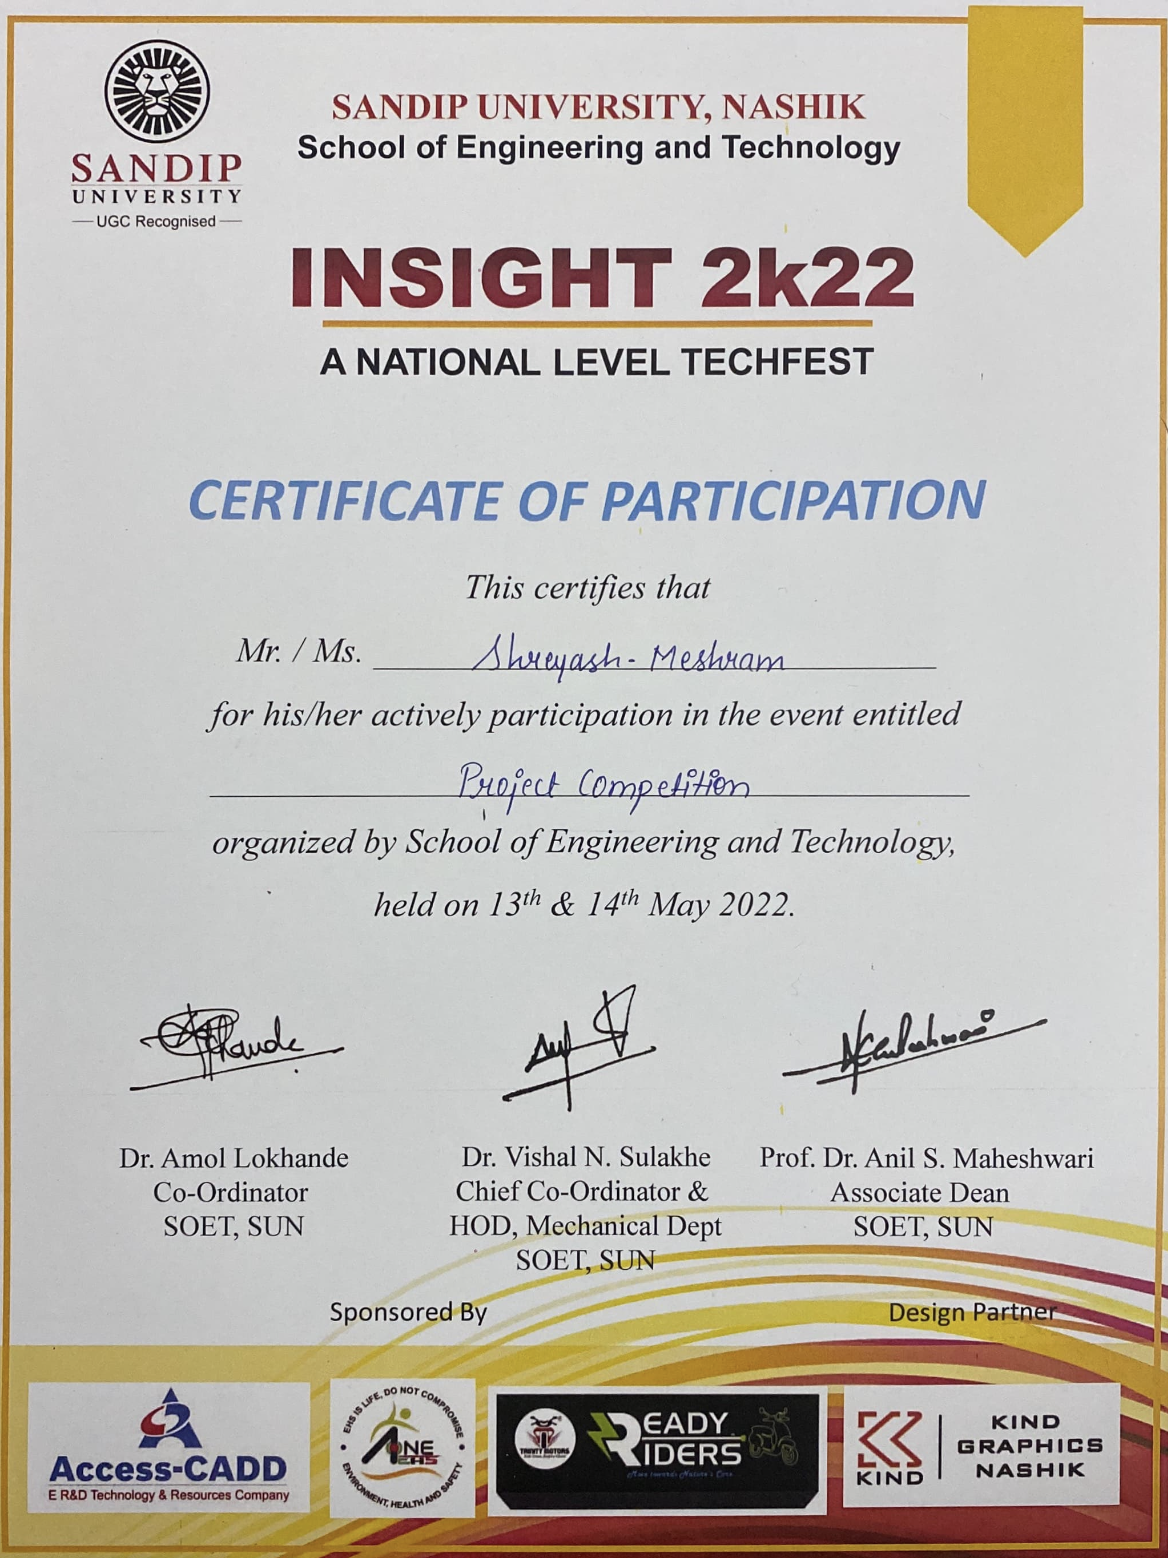 SANDIP
UNIVERSITY
UGC Recognised
SANDIP UNIVERSITY, NASHIK
School of Engineering and Technology
INSIGHT 2k22
A NATIONAL LEVEL TECHFEST
CERTIFICATE OF PARTICIPATION
This certifies that
Mr. / Ms. Shreyash - Meshram
for his/her actively participation in the event entitled
Project Competition
organized by School of Engineering and Technology,
held on 13th & 14th May 2022.
Dr. Amol Lokhande
Co-Ordinator
SOET, SUN
Dr. Vishal N. Sulakhe
Chief Co-Ordinator &
HOD, Mechanical Dept
SOET, SUN
Prof. Dr. Anil S. Maheshwari
Associate Dean
SOET, SUN
Sponsored By
Design Partner
Access-CADD
E R&D Technology & Resources Company
EHS IS LIFE, DO NOT COMPROMISE
AONE
EHS
ENVIRONMENT, HEALTH AND SAFETY
TRINITY MOTORS
READY
RIDERS
KIND
KIND
GRAPHICS
NASHIK